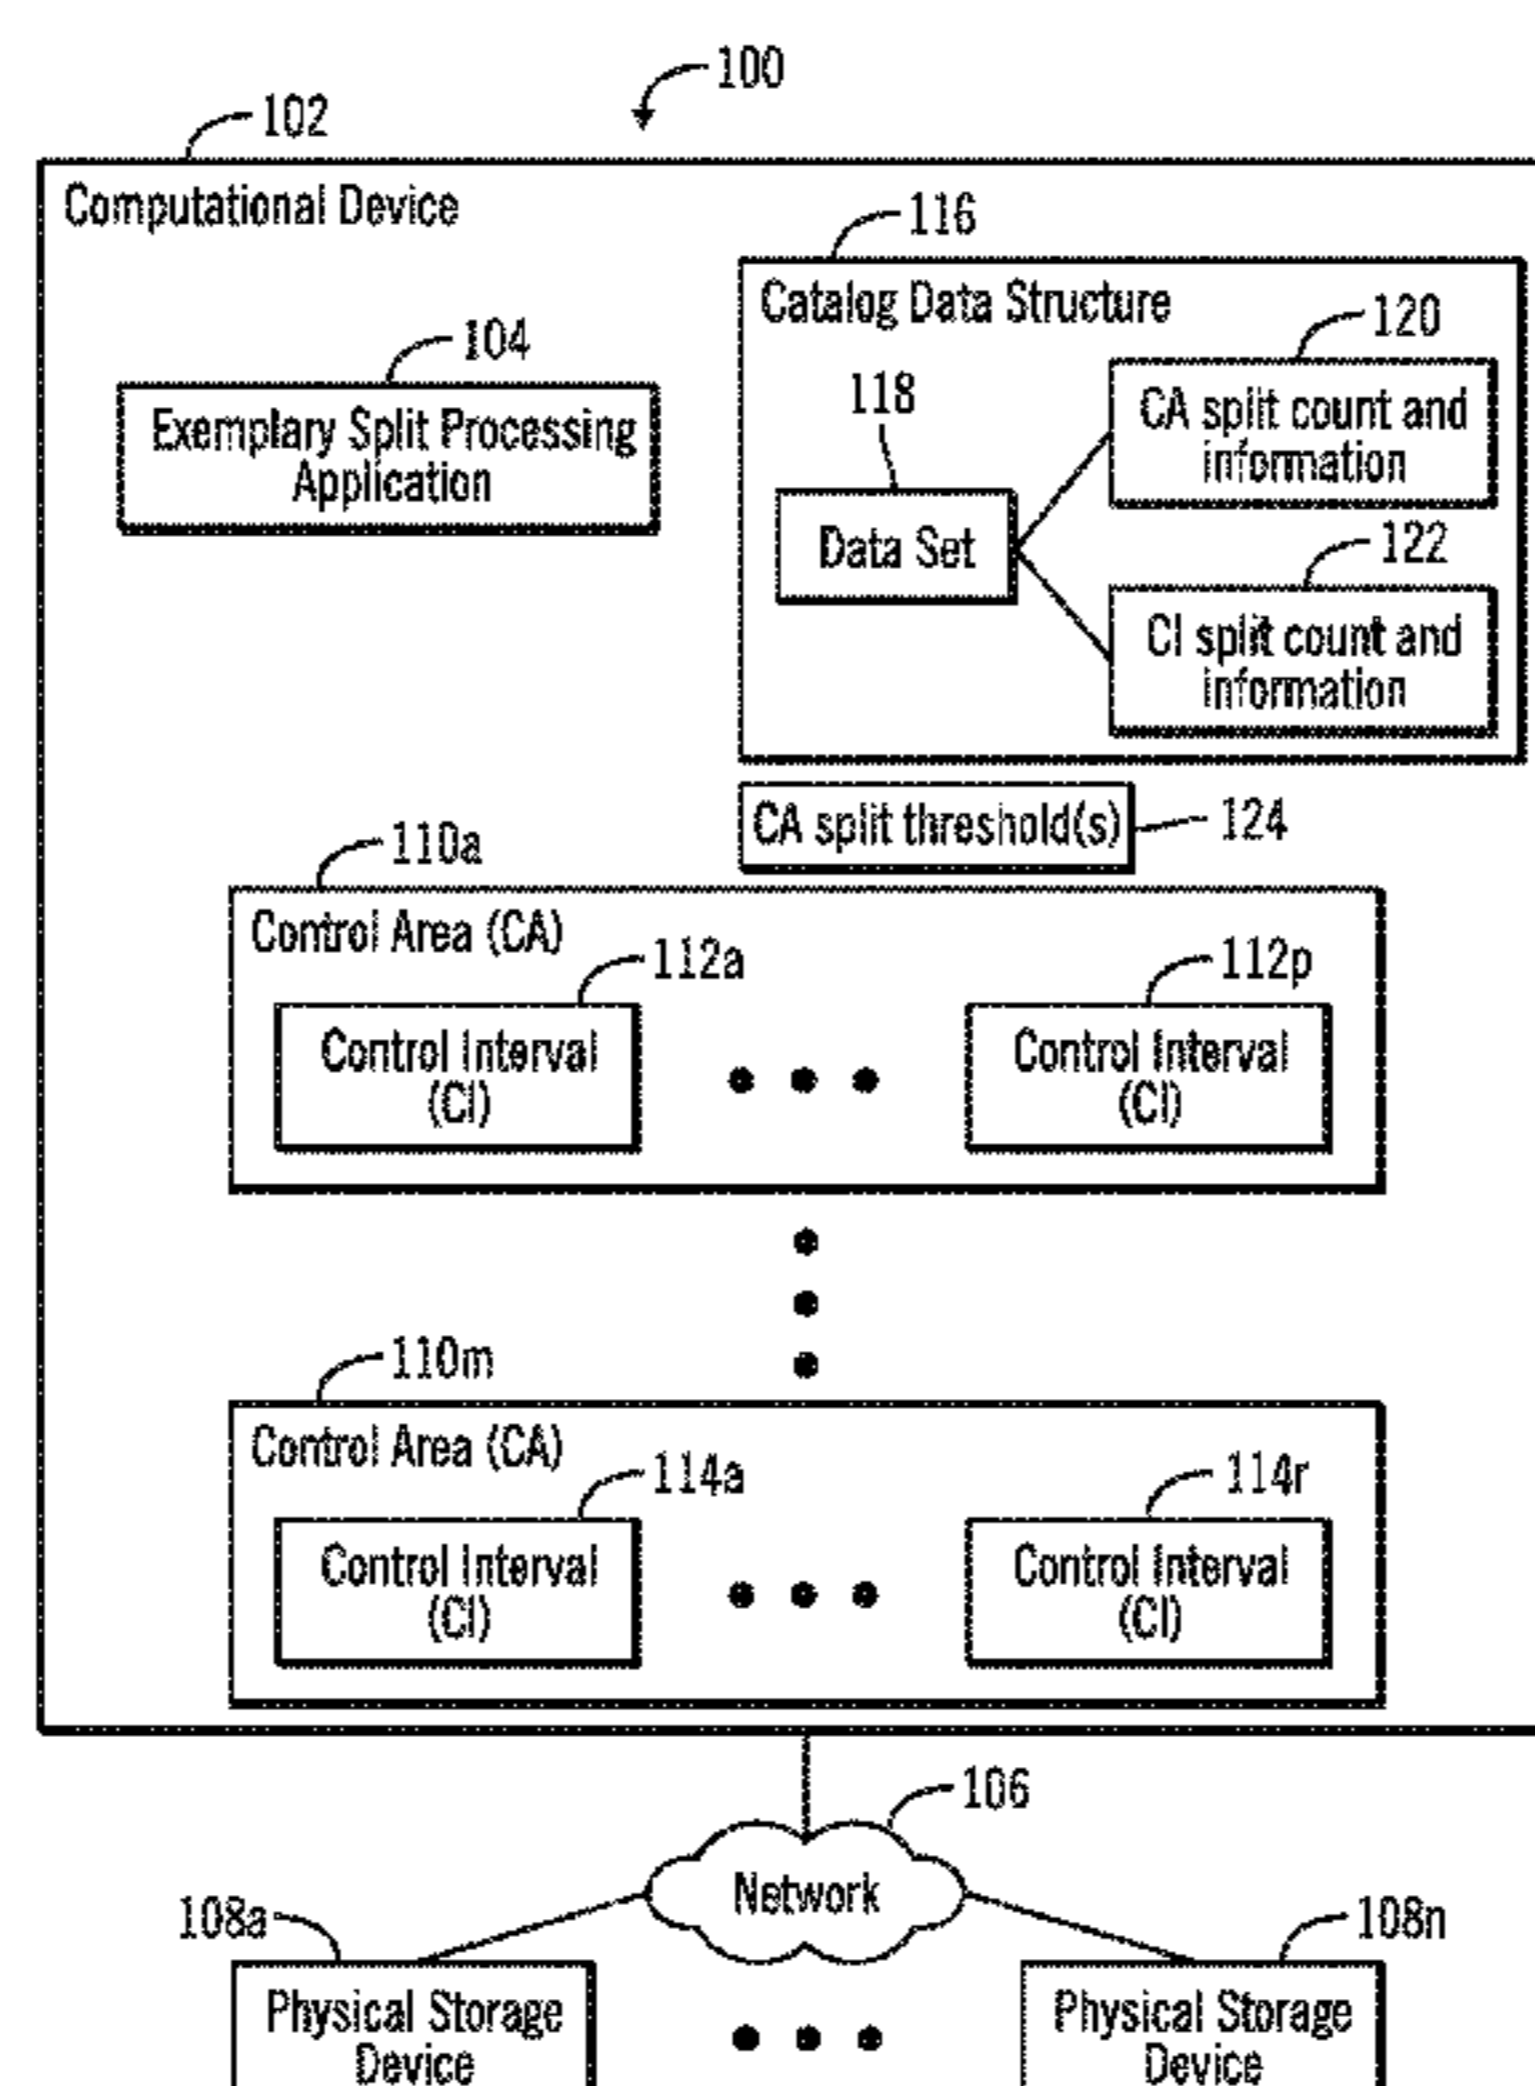 100
102
Computational Device
116
Catalog Data Structure
120
CA split count and
information
104
Exemplary Split Processing
Application
118
Data Set
122
CI split count and
information
CA split threshold(s)
124
110a
Control Area (CA)
112a
Control Interval
(CI)
112p
Control Interval
(CI)
110m
Control Area (CA)
114a
Control Interval
(CI)
114r
Control Interval
(CI)
106
Network
108a
Physical Storage
Device
108n
Physical Storage
Device